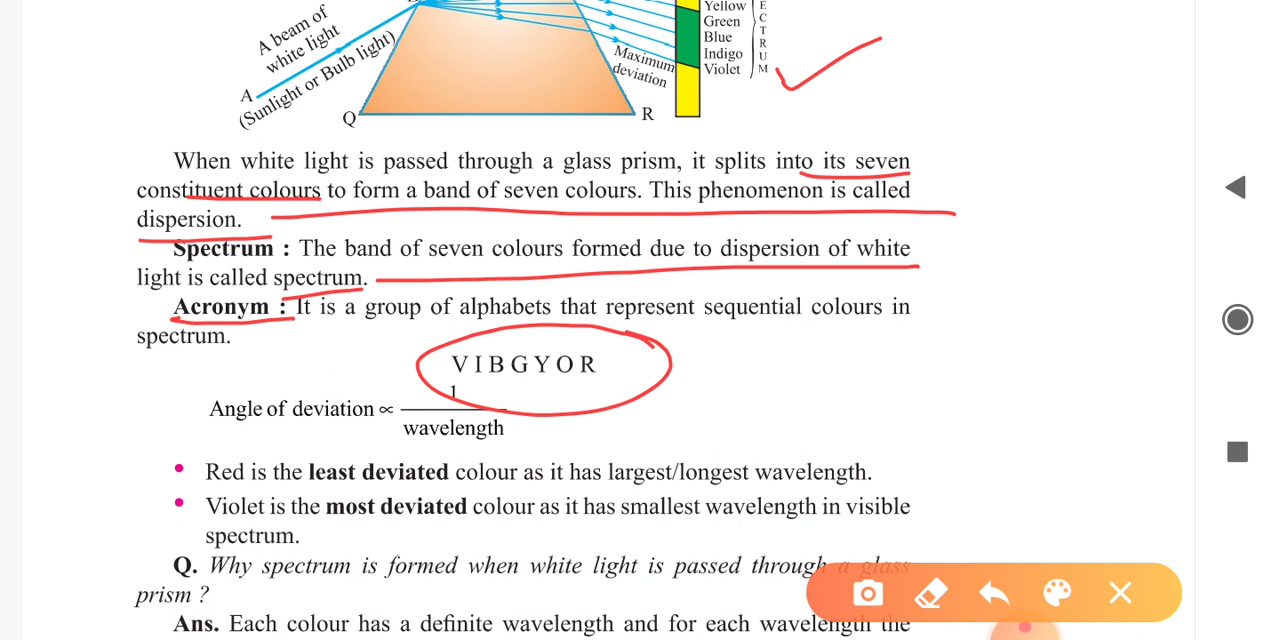 Yellow
Green
Blue
Indigo
Violet
E
C
T
R
U
M
A beam of
white light
A
(Sunlight or Bulb light)
Maximum
deviation
Q
R
When white light is passed through a glass prism, it splits into its seven
constituent colours to form a band of seven colours. This phenomenon is called
dispersion.
Spectrum : The band of seven colours formed due to dispersion of white
light is called spectrum.
Acronym : It is a group of alphabets that represent sequential colours in
spectrum.
V I B G Y O R
Angle of deviation ∝ 1
wavelength
• Red is the least deviated colour as it has largest/longest wavelength.
• Violet is the most deviated colour as it has smallest wavelength in visible
spectrum.
Q. Why spectrum is formed when white light is passed through a glass
prism ?
Ans. Each colour has a definite wavelength and for each wavelength the